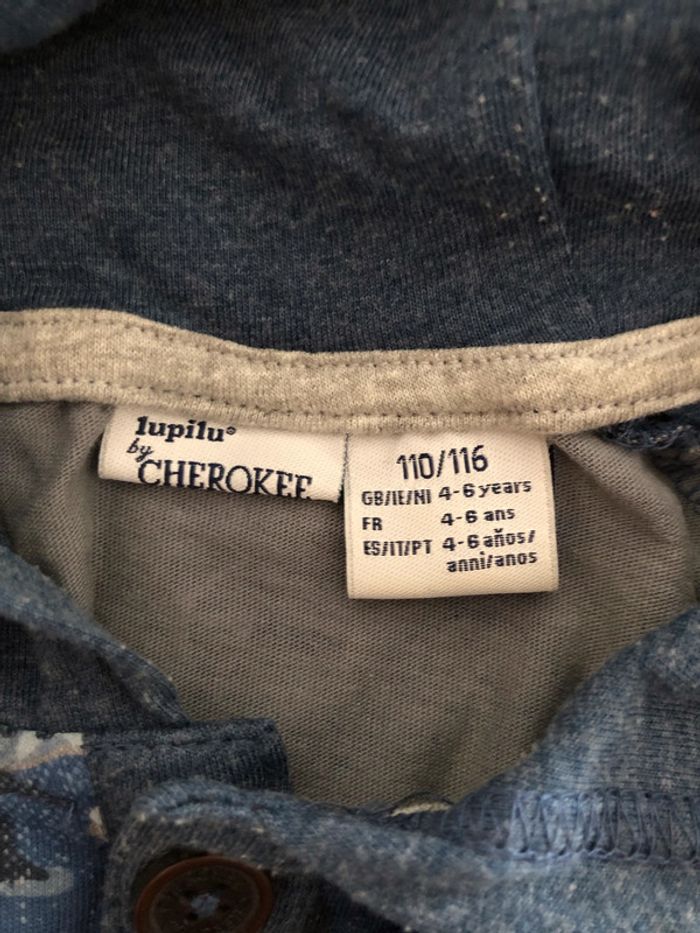 lupilu®
by
CHEROKEE
110/116
GB/IE/NI 4-6 years
FR 4-6 ans
ES/IT/PT 4-6 años/
anni/anos